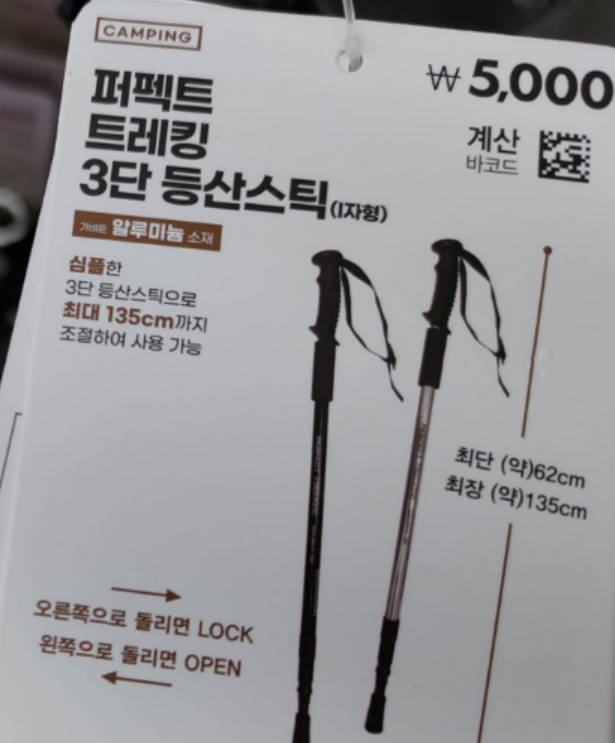 CAMPING
₩5,000
퍼펙트
트레킹
3단 등산스틱(I자형)
계산
바코드
가벼운 알루미늄 소재
심플한
3단 등산스틱으로
최대 135cm까지
조절하여 사용 가능
최단 (약)62cm
최장 (약)135cm
오른쪽으로 돌리면 LOCK
왼쪽으로 돌리면 OPEN